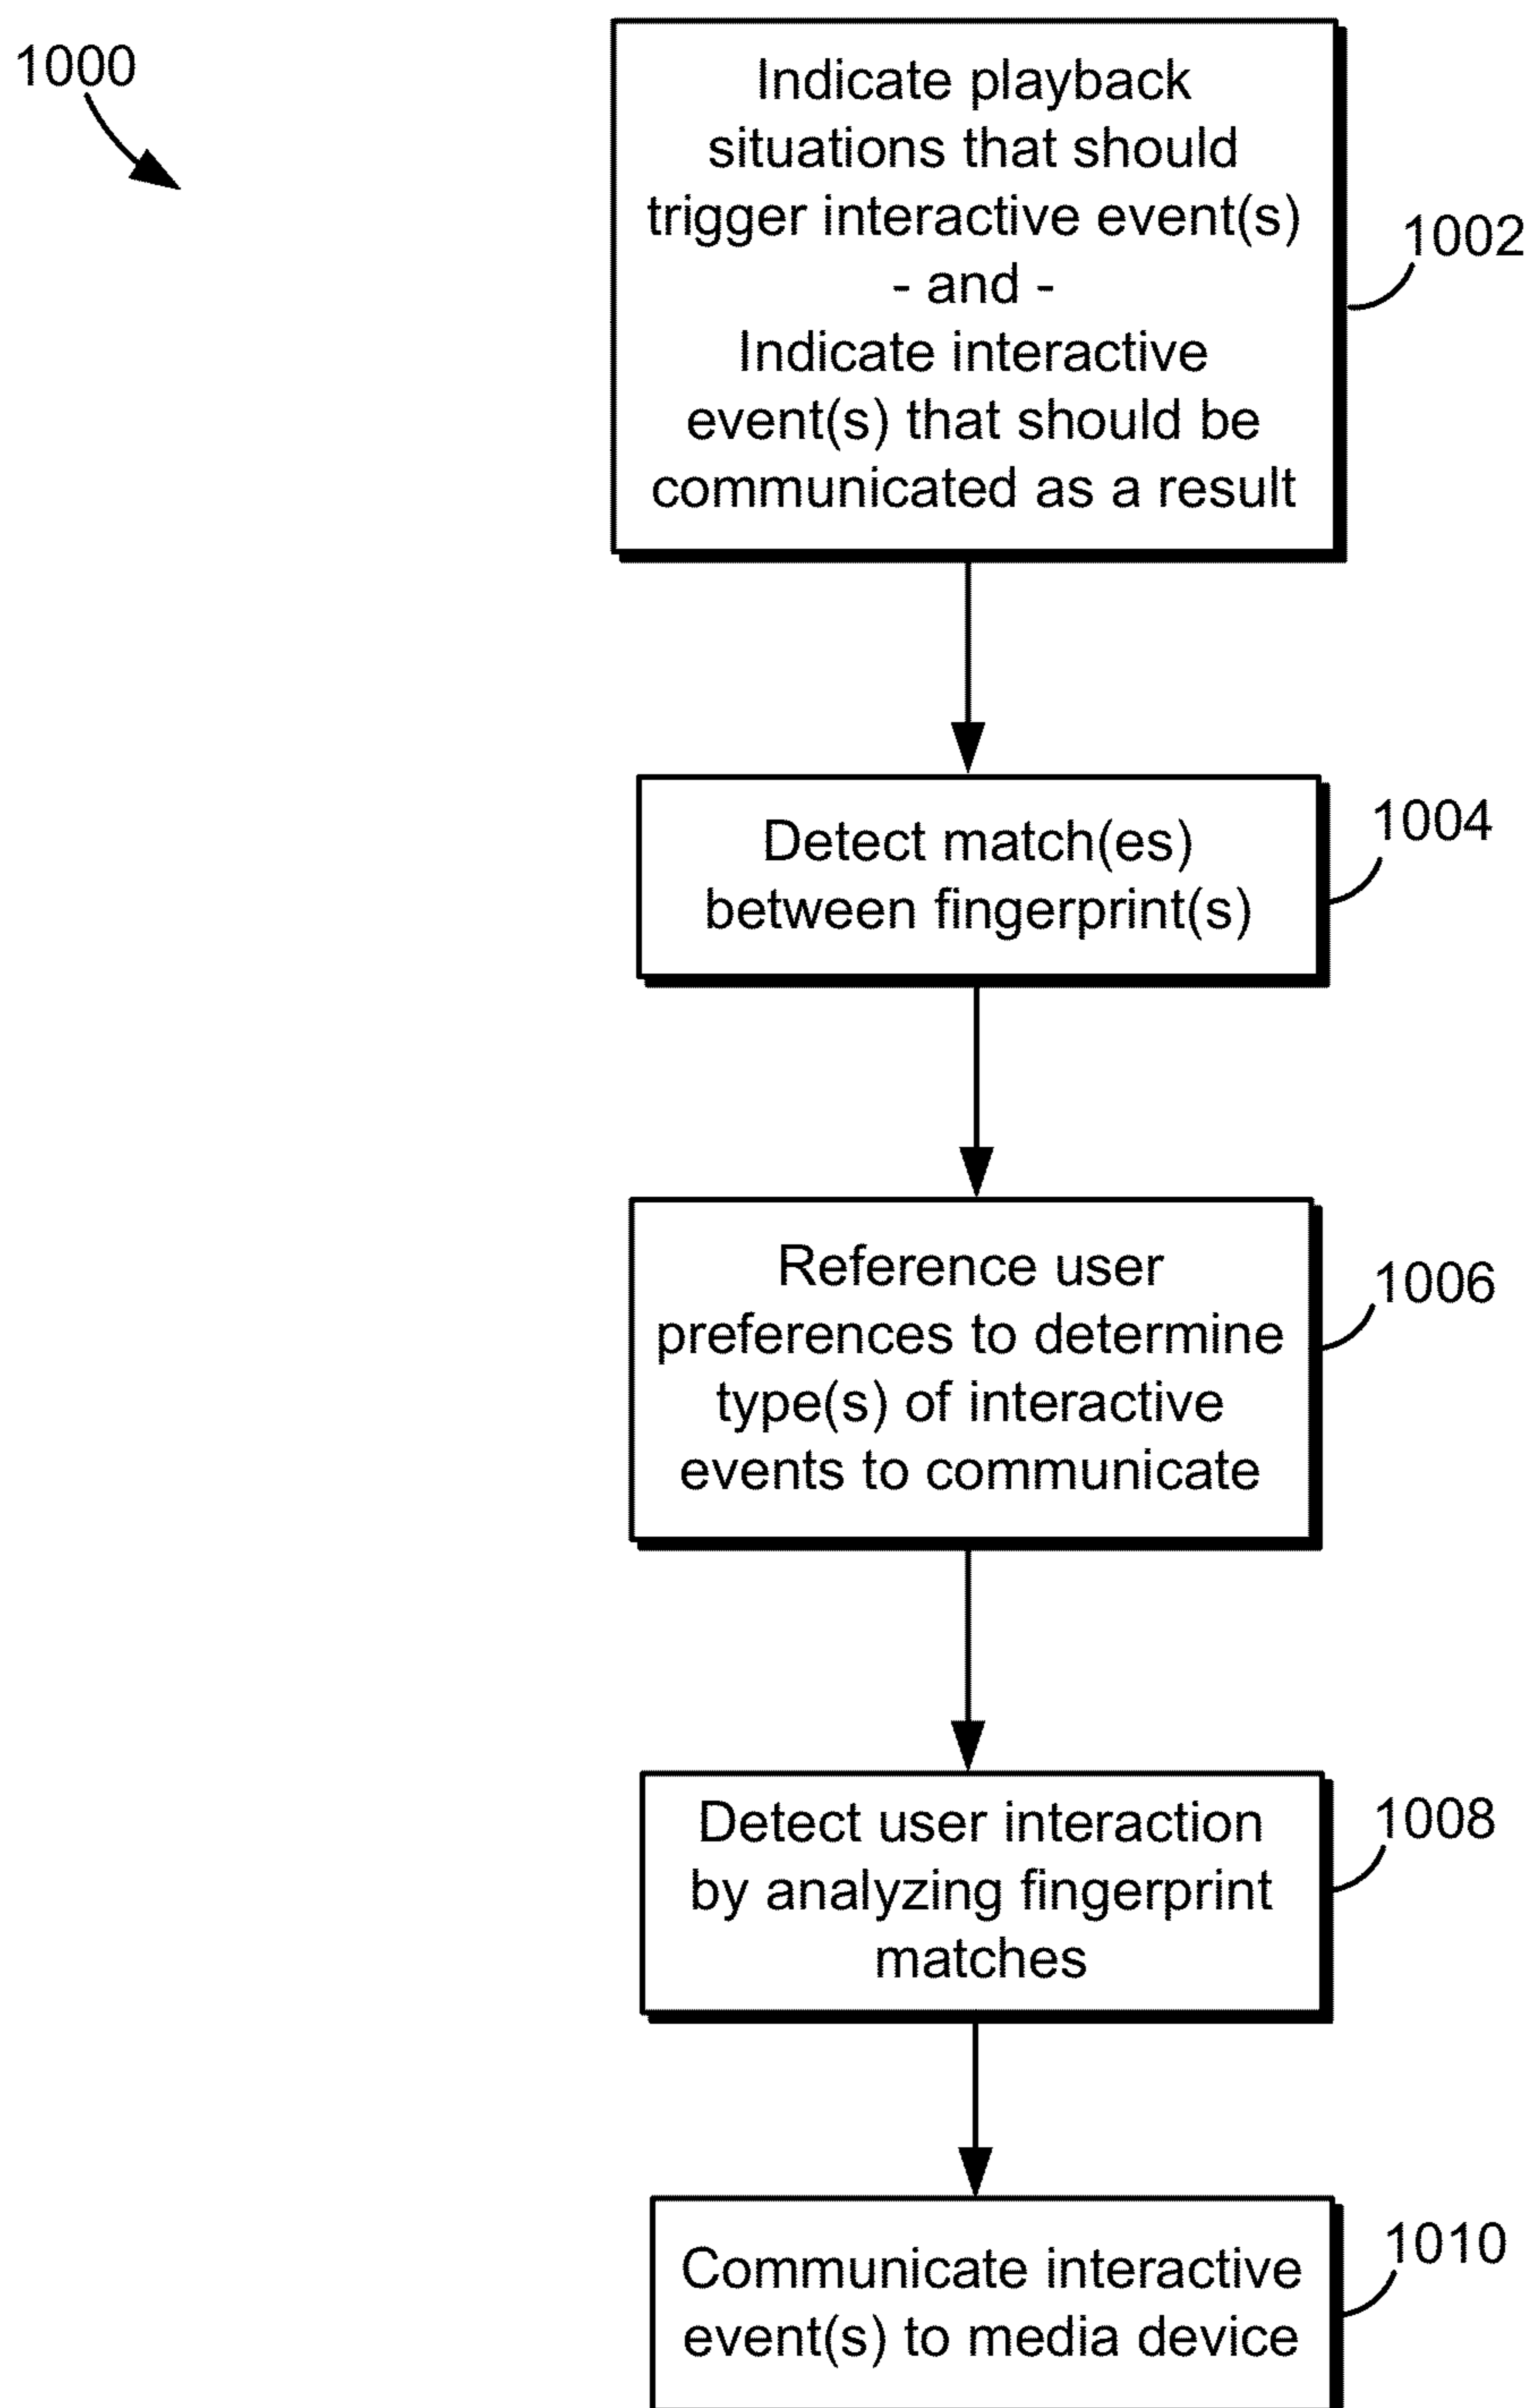 1000
Indicate playback
situations that should
trigger interactive event(s)
- and -
Indicate interactive
event(s) that should be
communicated as a result
1002
Detect match(es)
between fingerprint(s)
1004
Reference user
preferences to determine
type(s) of interactive
events to communicate
1006
Detect user interaction
by analyzing fingerprint
matches
1008
Communicate interactive
event(s) to media device
1010